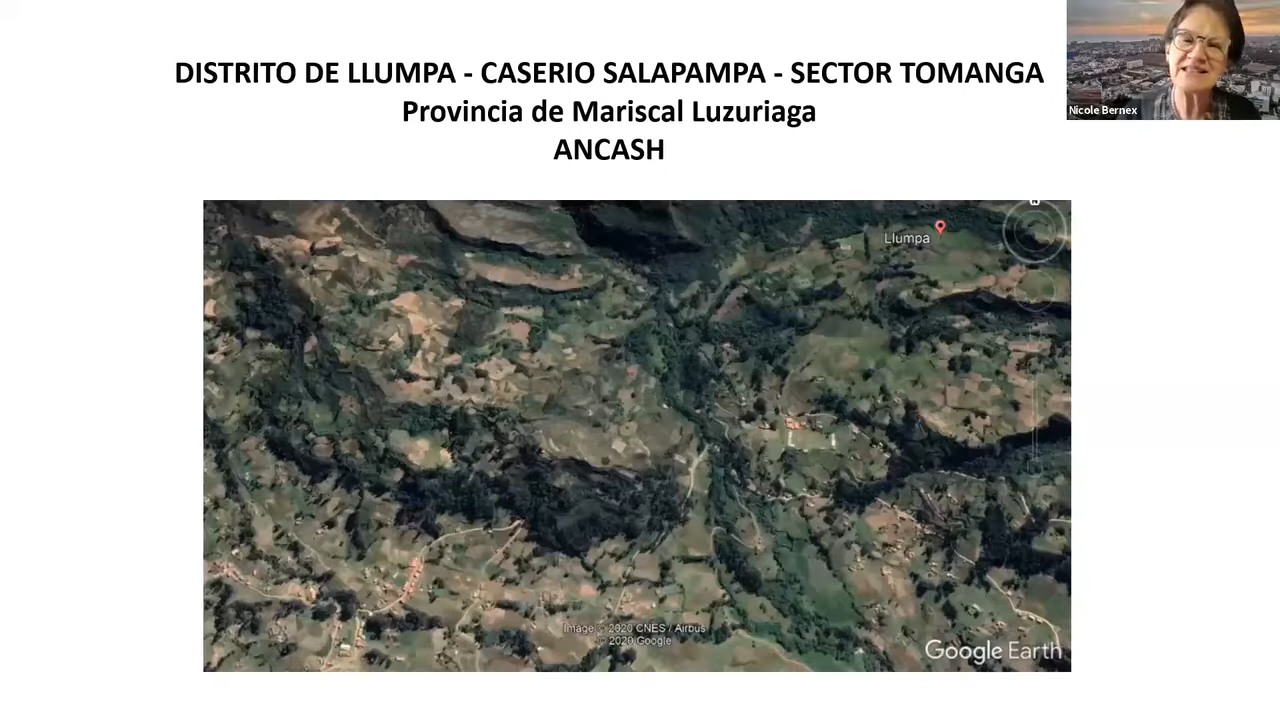 DISTRITO DE LLUMPA - CASERIO SALAPAMPA - SECTOR TOMANGA
Provincia de Mariscal Luzuriaga
ANCASH
Nicole Bernex
Llumpa
Image © 2020 CNES / Airbus
© 2020 Google
Google Earth